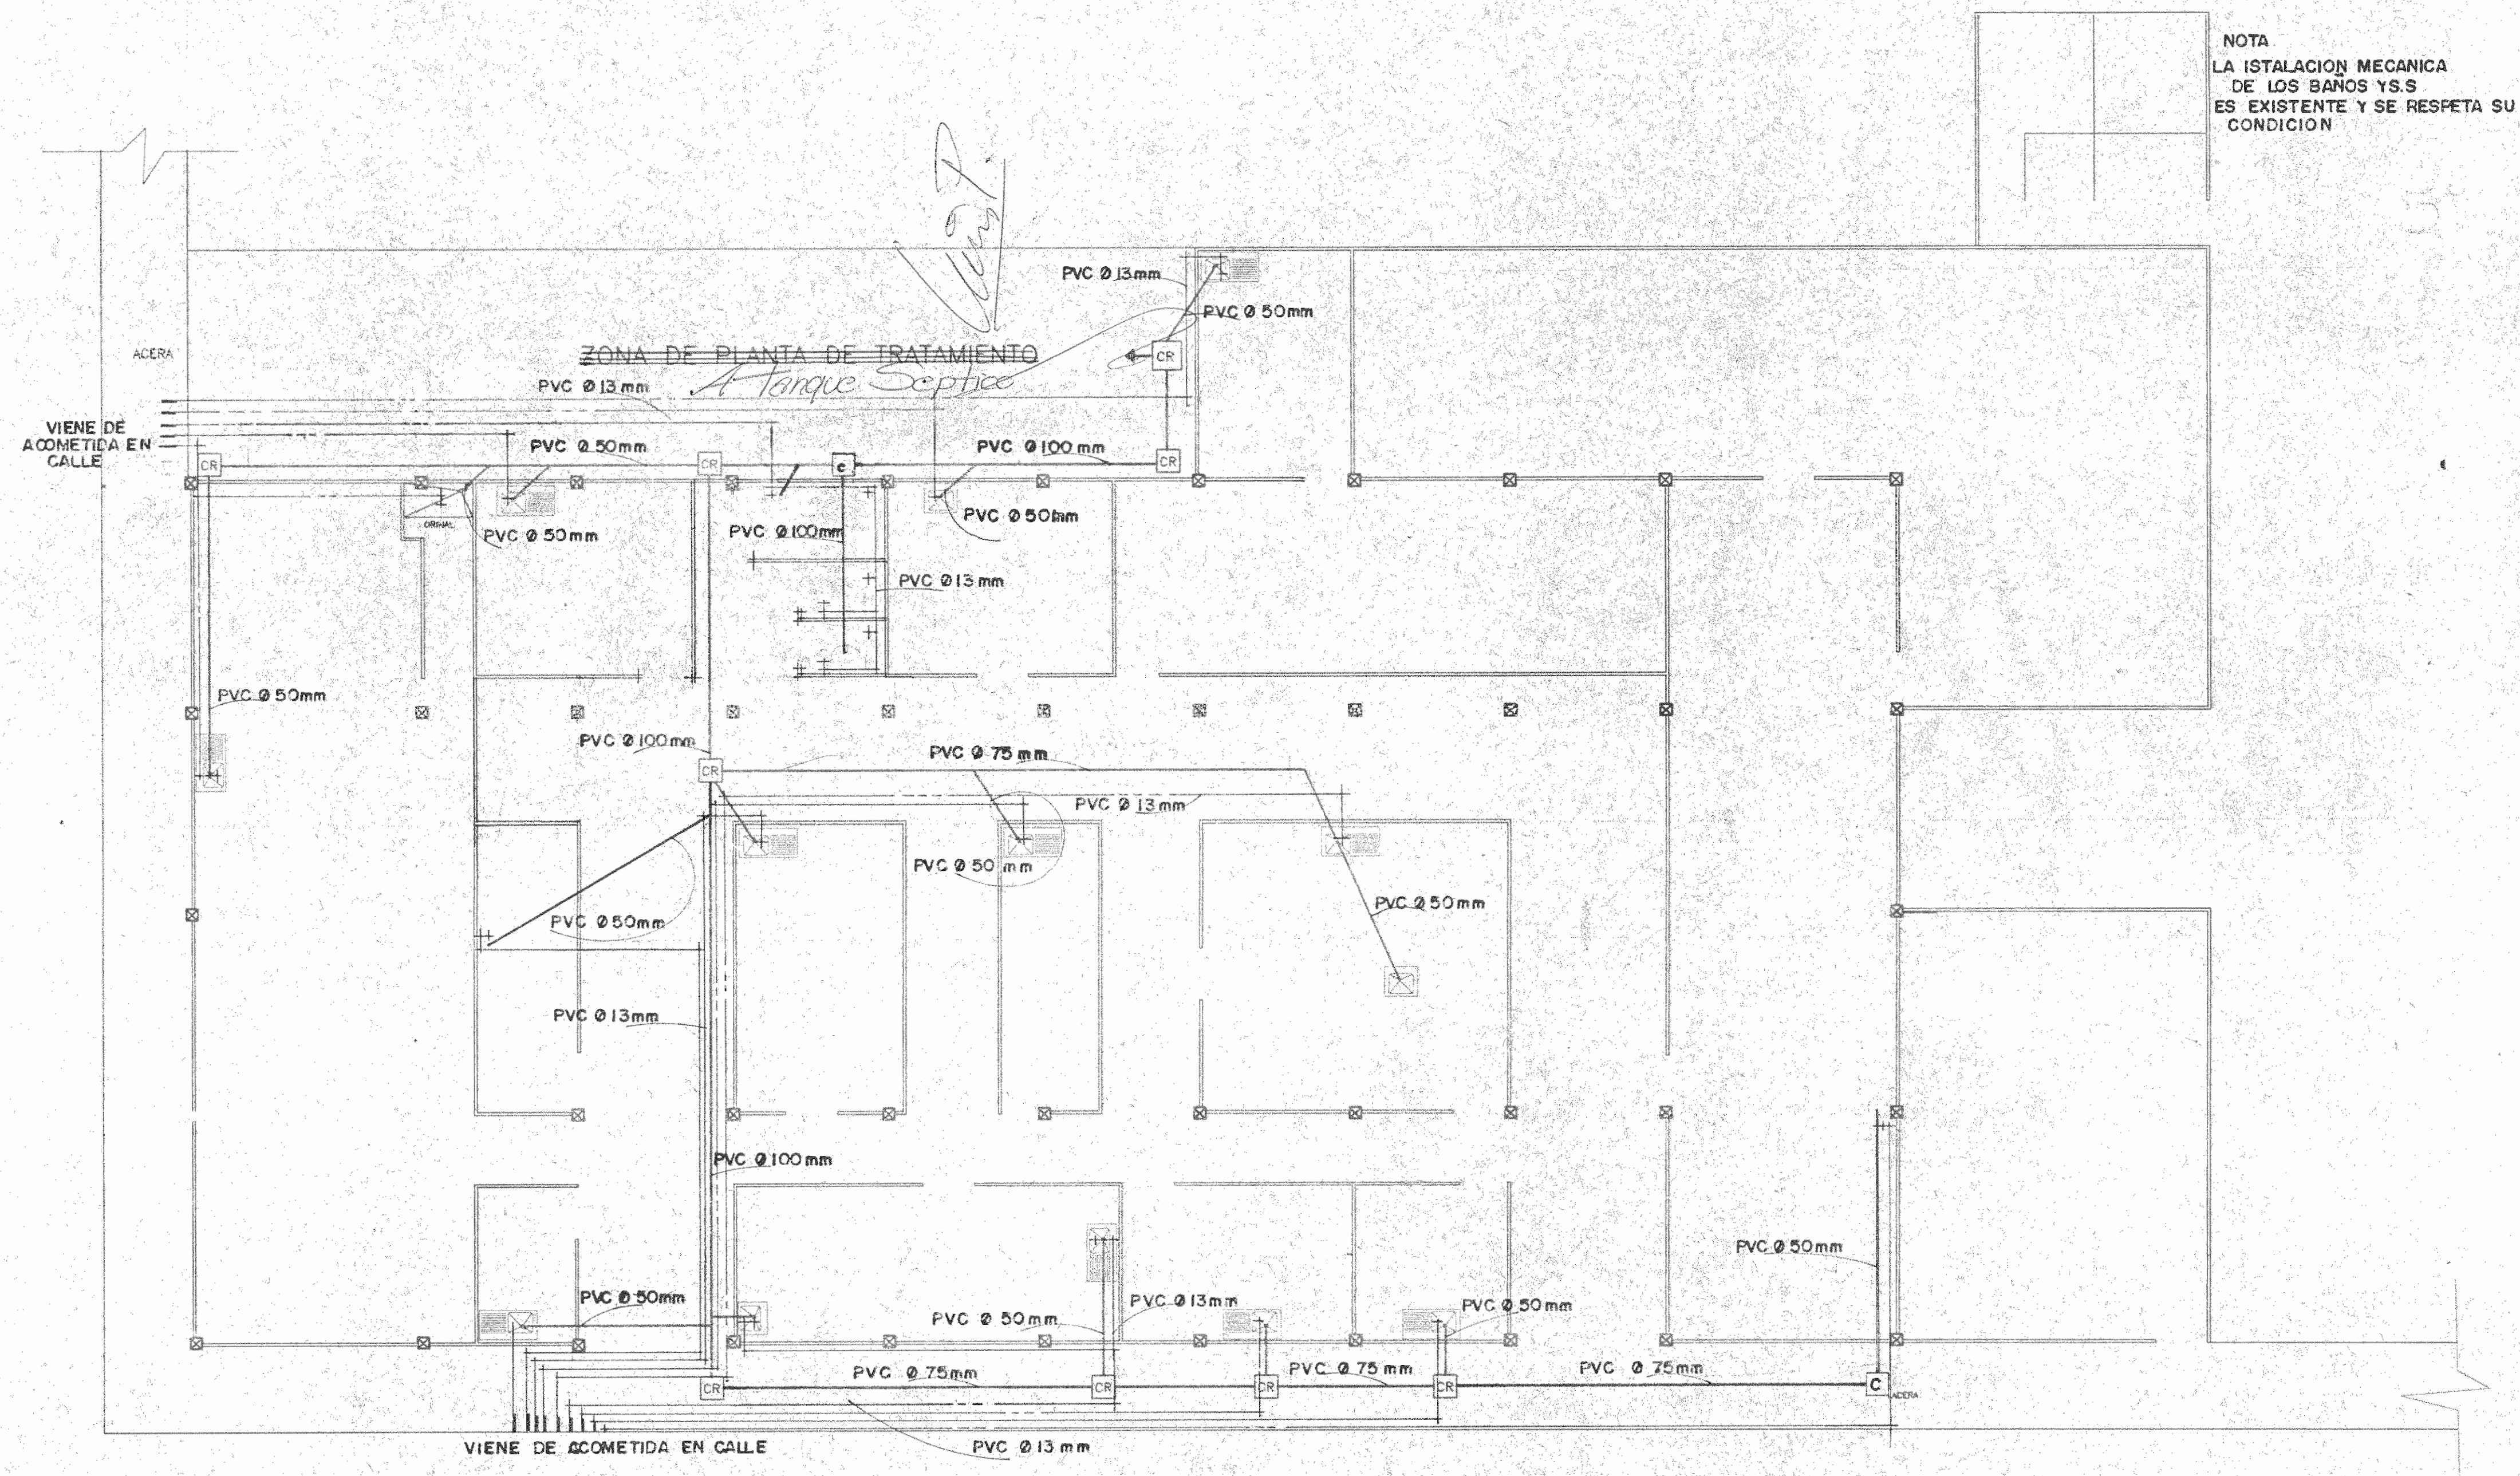 NOTA
LA ISTALACION MECANICA
DE LOS BAÑOS Y S.S
ES EXISTENTE Y SE RESPETA SU
CONDICION
PVC Ø 13mm
PVC Ø 50mm
ACERA
ZONA DE PLANTA DE TRATAMIENTO
CR
A Tanque Septico
PVC Ø 13 mm
VIENE DE
ACOMETIDA EN
CALLE
PVC Ø 50mm
PVC Ø 100 mm
CR
CR
C
CR
PVC Ø 50mm
ORINAL
PVC Ø 100mm
PVC Ø 50mm
PVC Ø 13 mm
PVC Ø 50mm
PVC Ø 100mm
PVC Ø 75 mm
CR
PVC Ø 13mm
PVC Ø 50 mm
PVC Ø 50mm
PVC Ø 50mm
PVC Ø 13mm
PVC Ø 100mm
PVC Ø 50mm
PVC Ø 50mm
PVC Ø 13mm
PVC Ø 50mm
PVC Ø 50mm
PVC Ø 75mm
PVC Ø 75 mm
PVC Ø 75mm
CR
CR
CR
CR
C
ACERA
VIENE DE ACOMETIDA EN CALLE
PVC Ø 13 mm